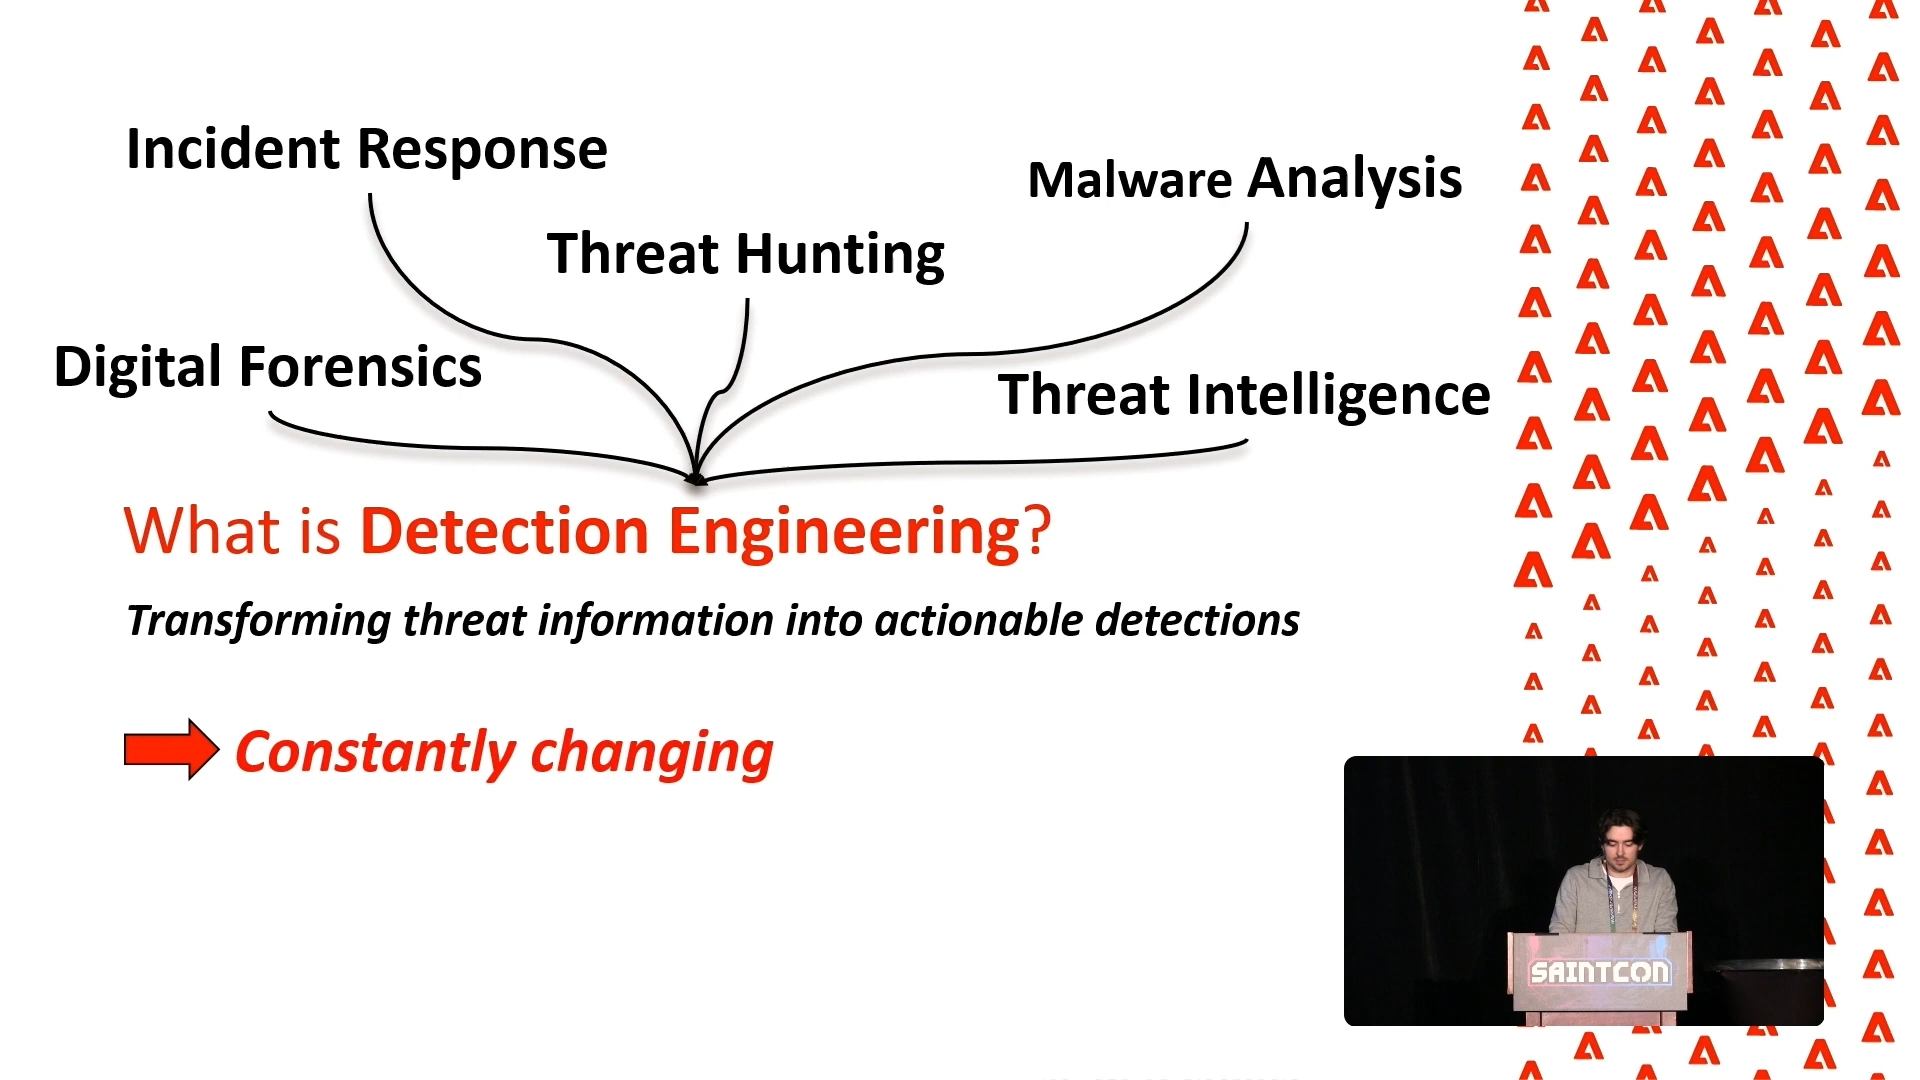 Incident Response
Malware Analysis
Threat Hunting
Digital Forensics
Threat Intelligence
What is Detection Engineering?
Transforming threat information into actionable detections
Constantly changing
SAINTCON